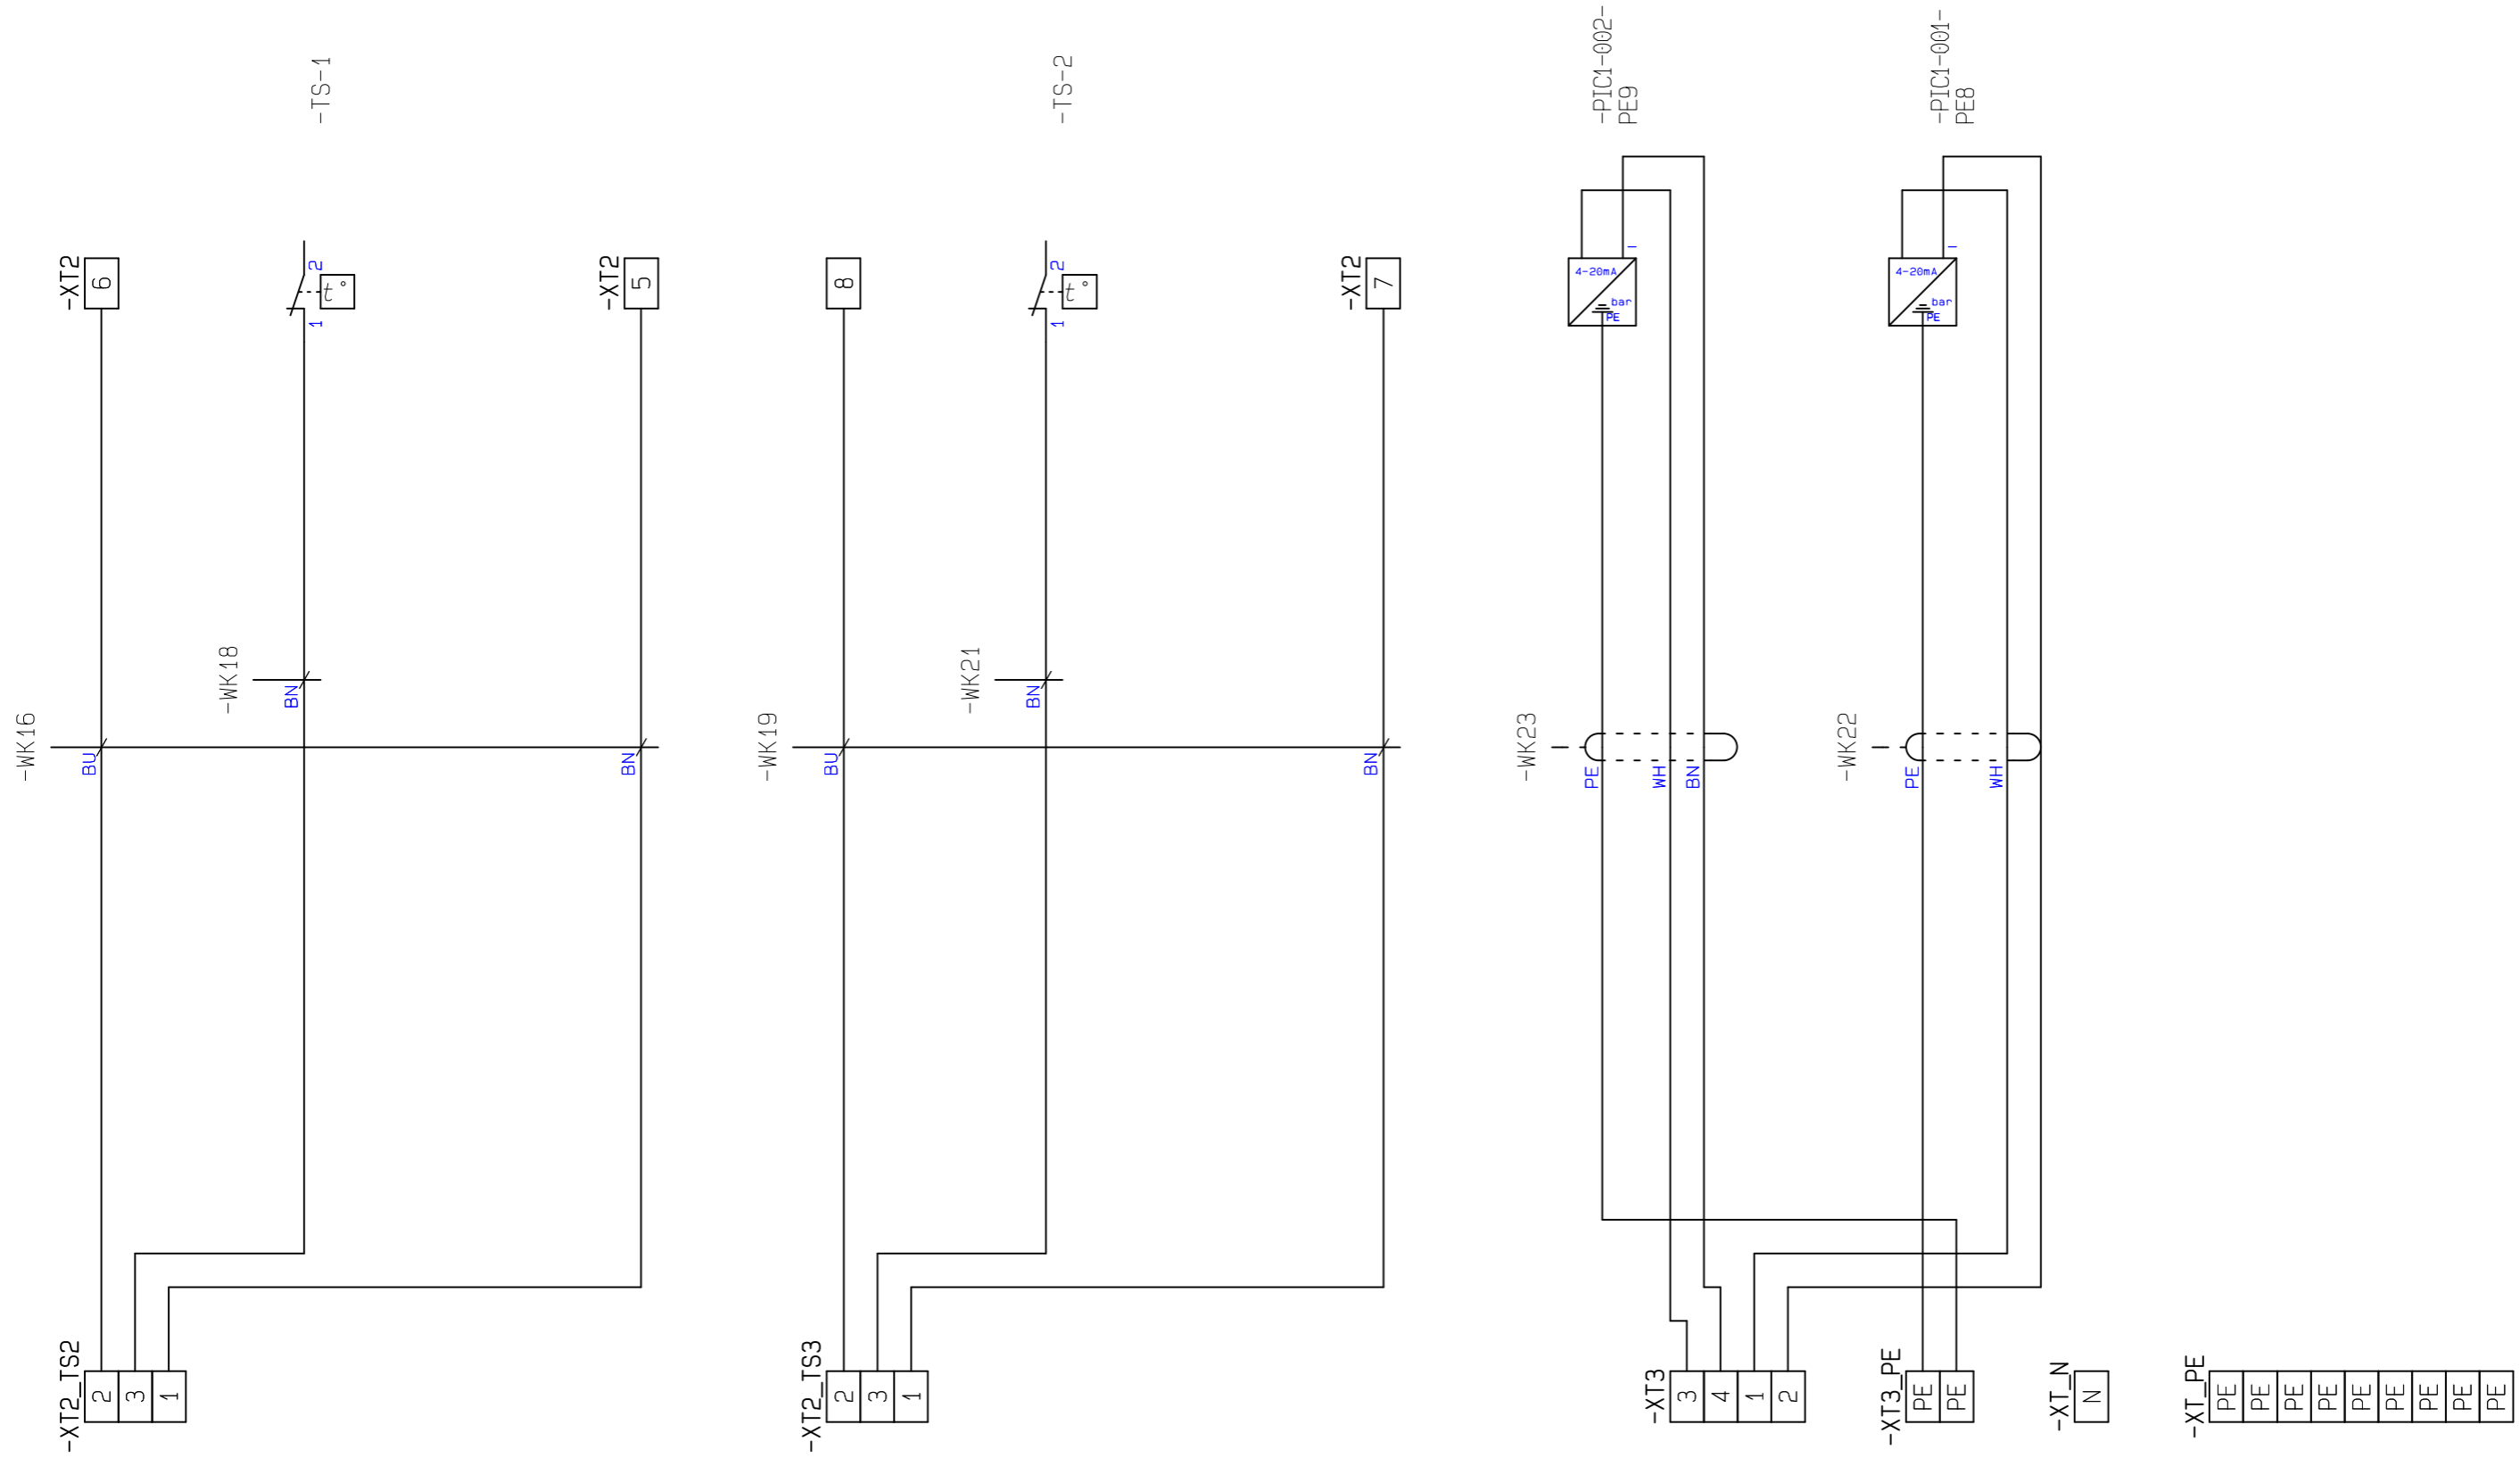 -TS-1
-TS-2
-PIC1-002-
PE9
-PIC1-001-
PE8
-XT2
6
1
2
t°
-XT2
5
8
1
2
t°
-XT2
7
4-20mA
bar
PE
4-20mA
bar
PE
-WK16
BU
-WK18
BN
BN
-WK19
BU
-WK21
BN
BN
-WK23
PE
WH
BN
-WK22
PE
WH
-XT2_TS2
2
3
1
-XT2_TS3
2
3
1
-XT3
3
4
1
2
-XT3_PE
PE
PE
-XT_N
N
-XT_PE
PE
PE
PE
PE
PE
PE
PE
PE
PE